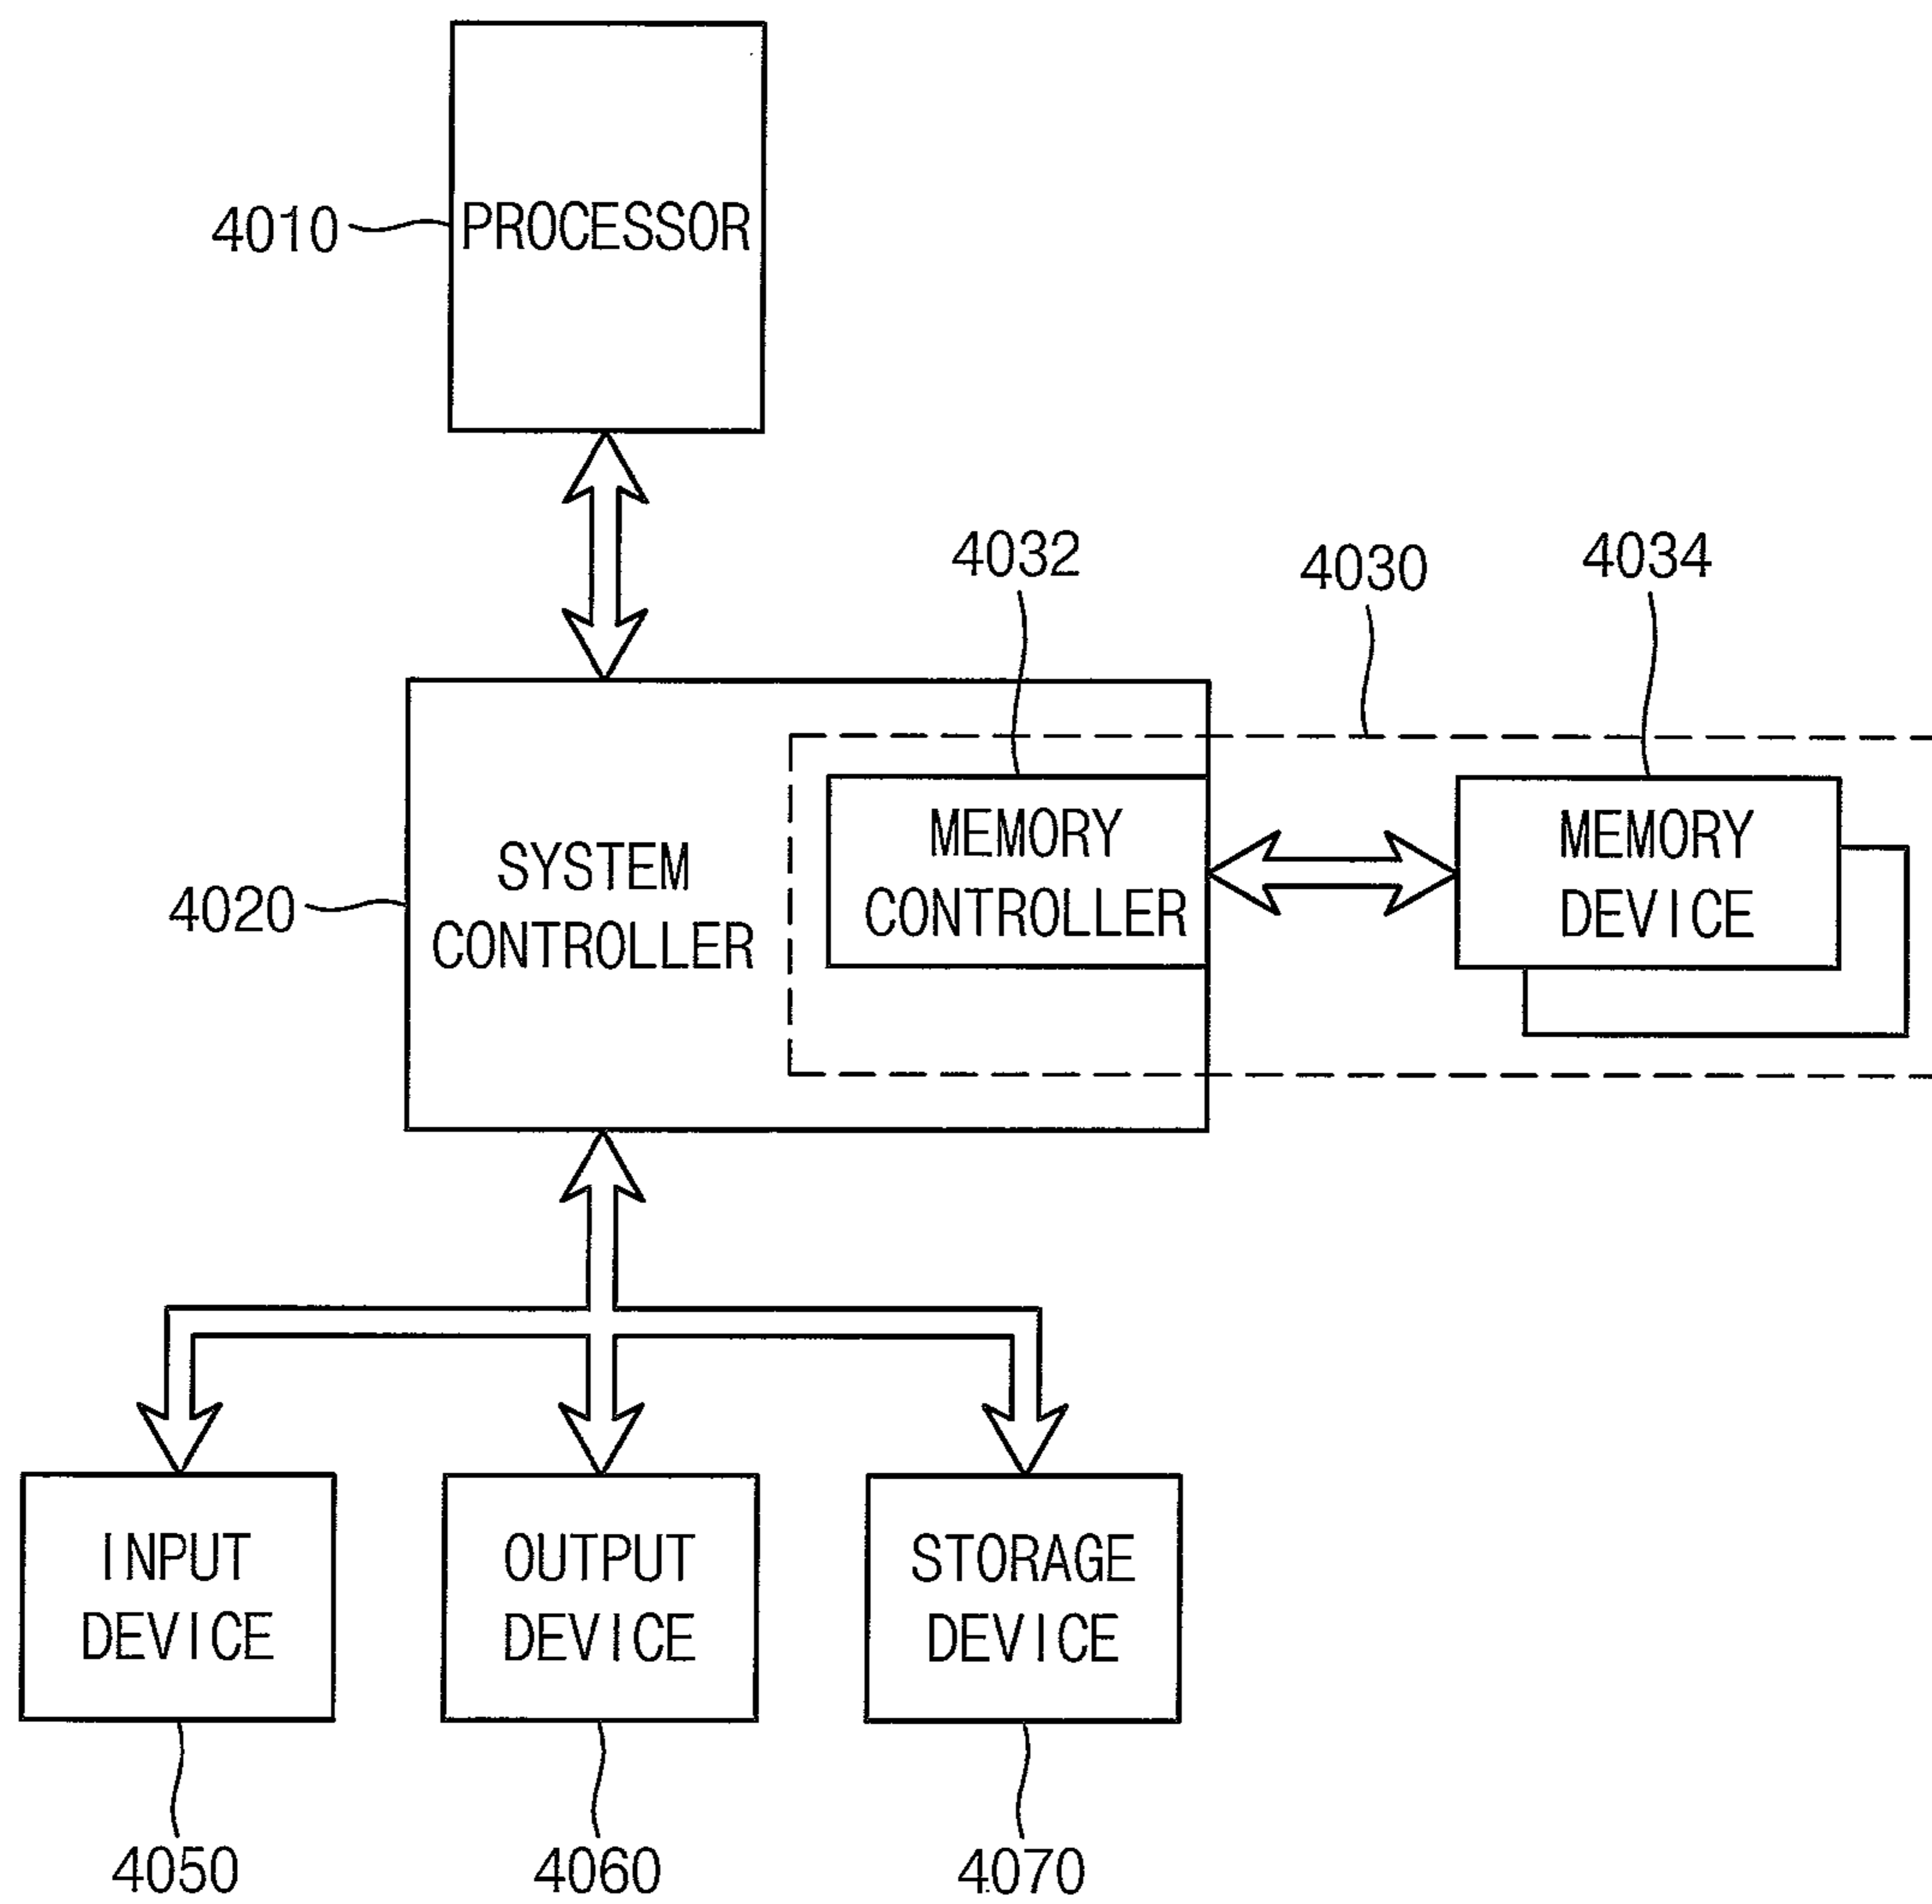 4010
PROCESSOR
4032
4030
4034
4020
SYSTEM
CONTROLLER
MEMORY
CONTROLLER
MEMORY
DEVICE
INPUT
DEVICE
OUTPUT
DEVICE
STORAGE
DEVICE
4050
4060
4070